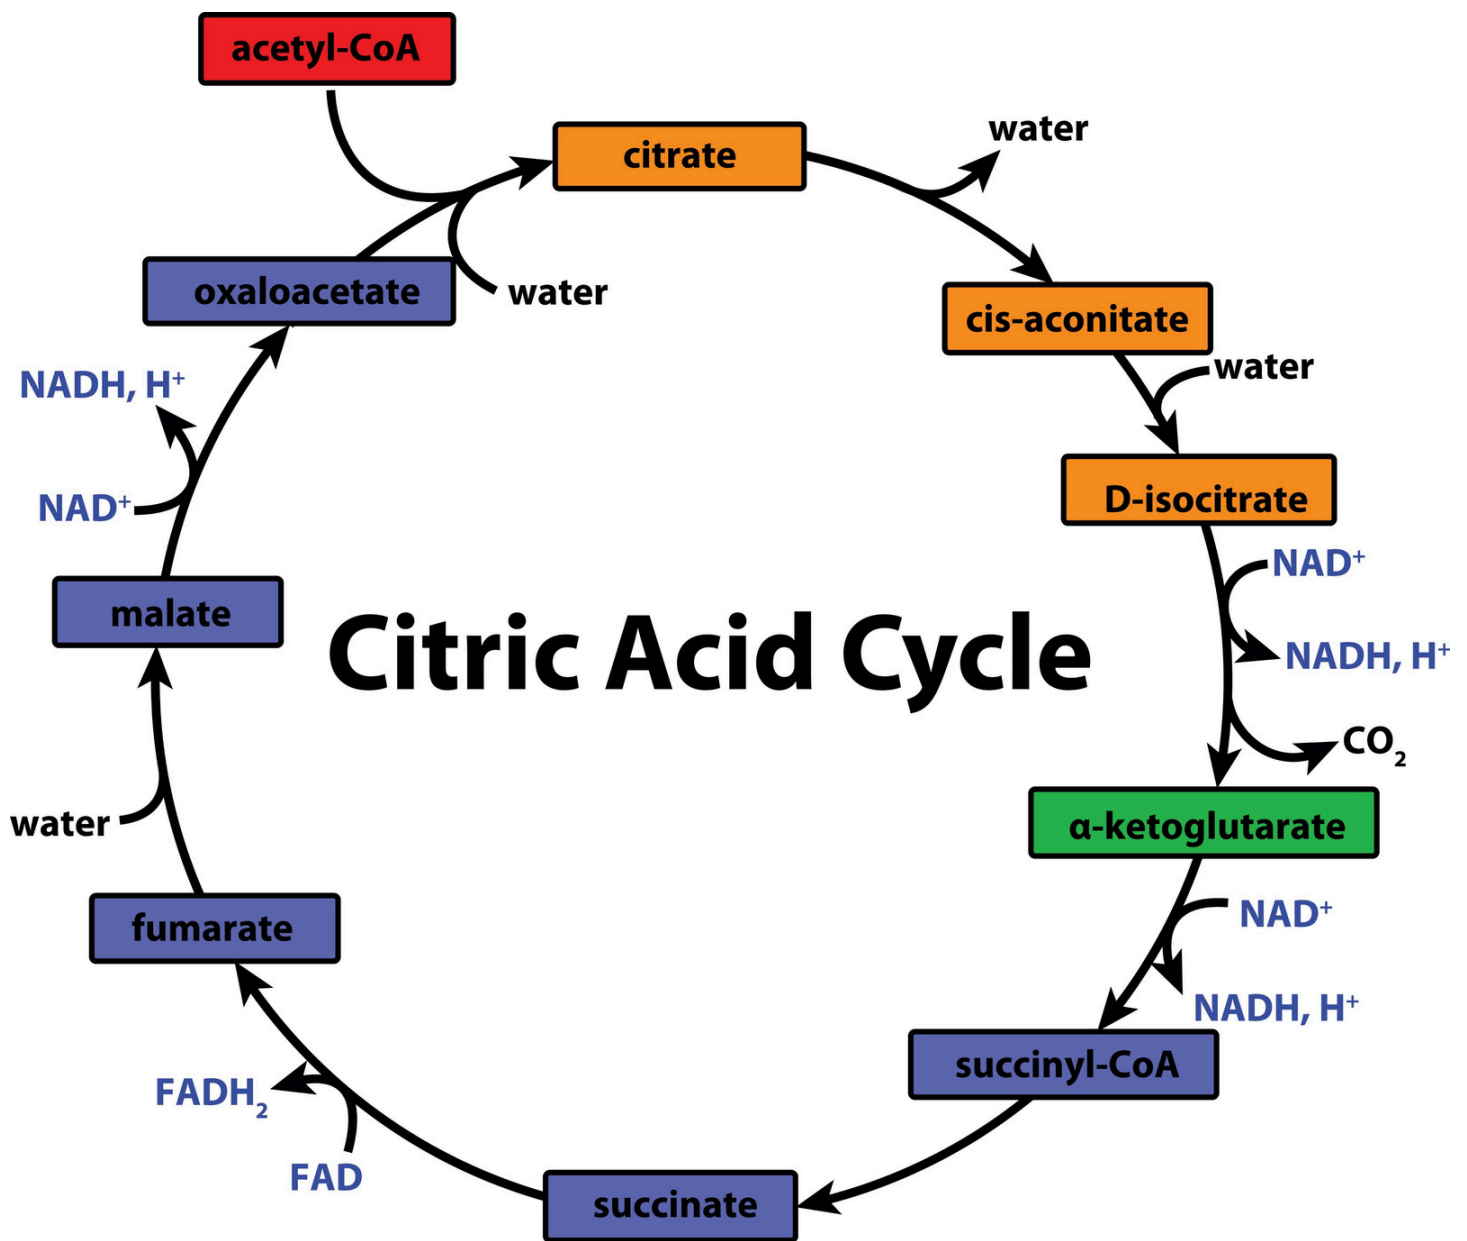 acetyl-CoA
citrate
water
oxaloacetate
water
cis-aconitate
water
NADH, H⁺
NAD⁺
D-isocitrate
NAD⁺
NADH, H⁺
CO₂
malate
Citric Acid Cycle
α-ketoglutarate
water
NAD⁺
NADH, H⁺
fumarate
succinyl-CoA
FADH₂
FAD
succinate